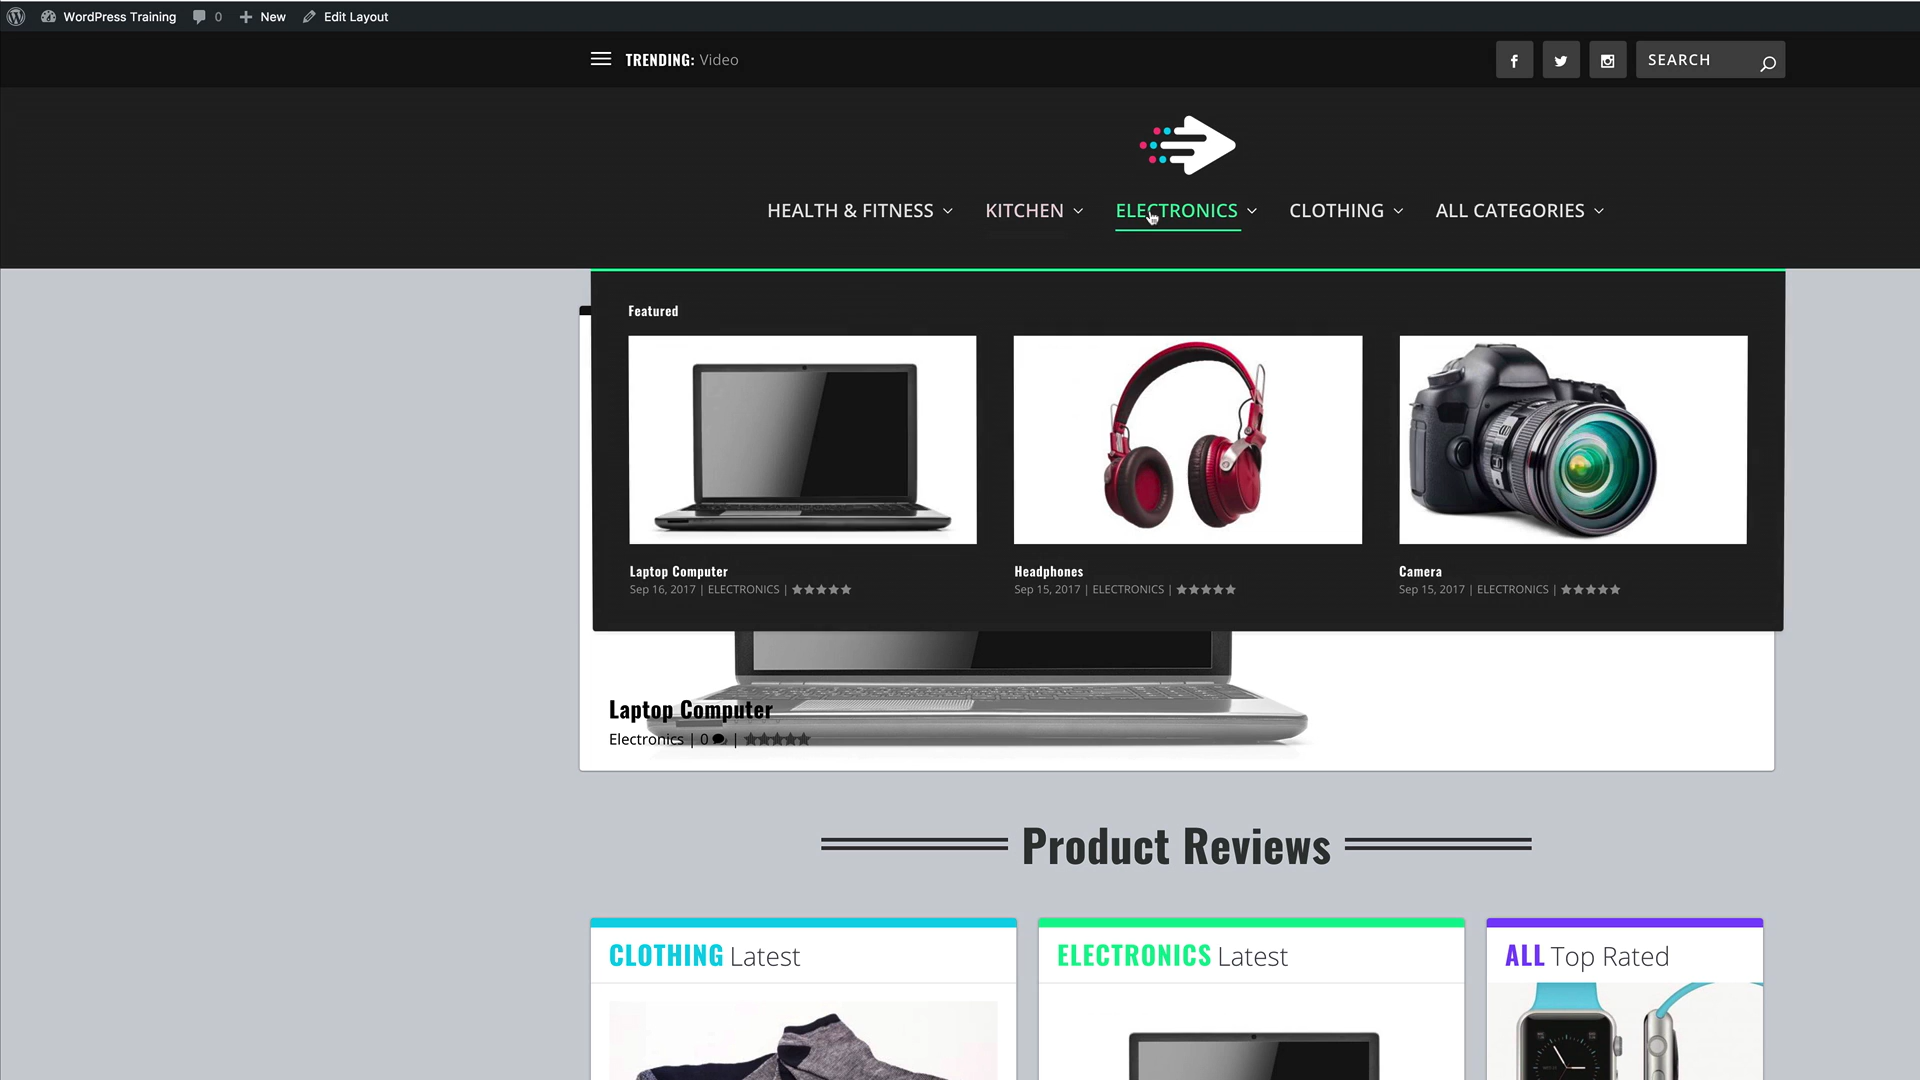 WordPress Training 0 New Edit Layout
TRENDING: Video
SEARCH
HEALTH & FITNESS KITCHEN ELECTRONICS CLOTHING ALL CATEGORIES
Featured
Laptop Computer
Sep 16, 2017 | ELECTRONICS |
Headphones
Sep 15, 2017 | ELECTRONICS |
Camera
Sep 15, 2017 | ELECTRONICS |
Laptop Computer
Electronics | 0 |
Product Reviews
CLOTHING Latest
ELECTRONICS Latest
ALL Top Rated